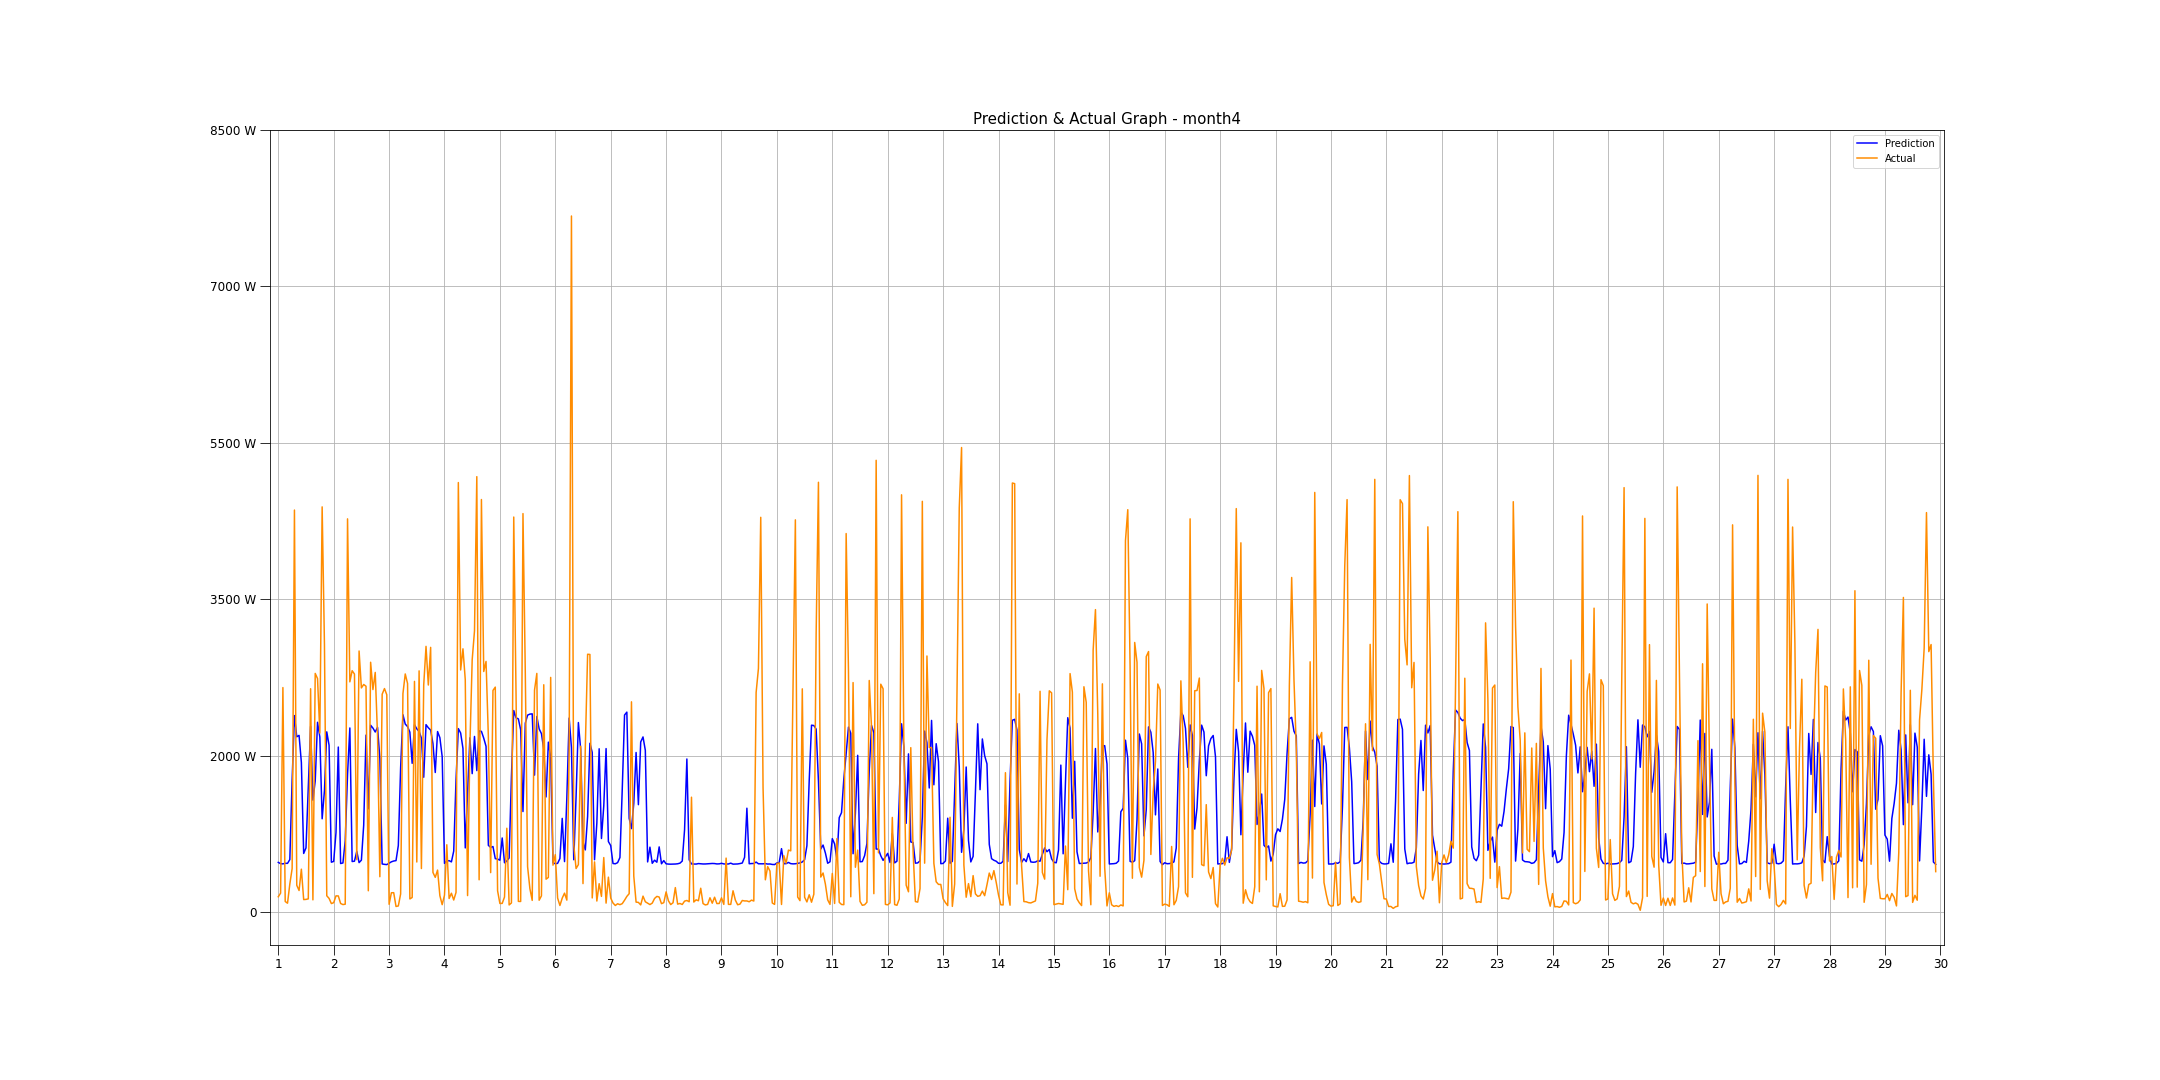 Prediction & Actual Graph - month4
8500 W
7000 W
5500 W
3500 W
2000 W
0
Prediction
Actual
1 2 3 4 5 6 7 8 9 10 11 12 13 14 15 16 17 18 19 20 21 22 23 24 25 26 27 27 28 29 30